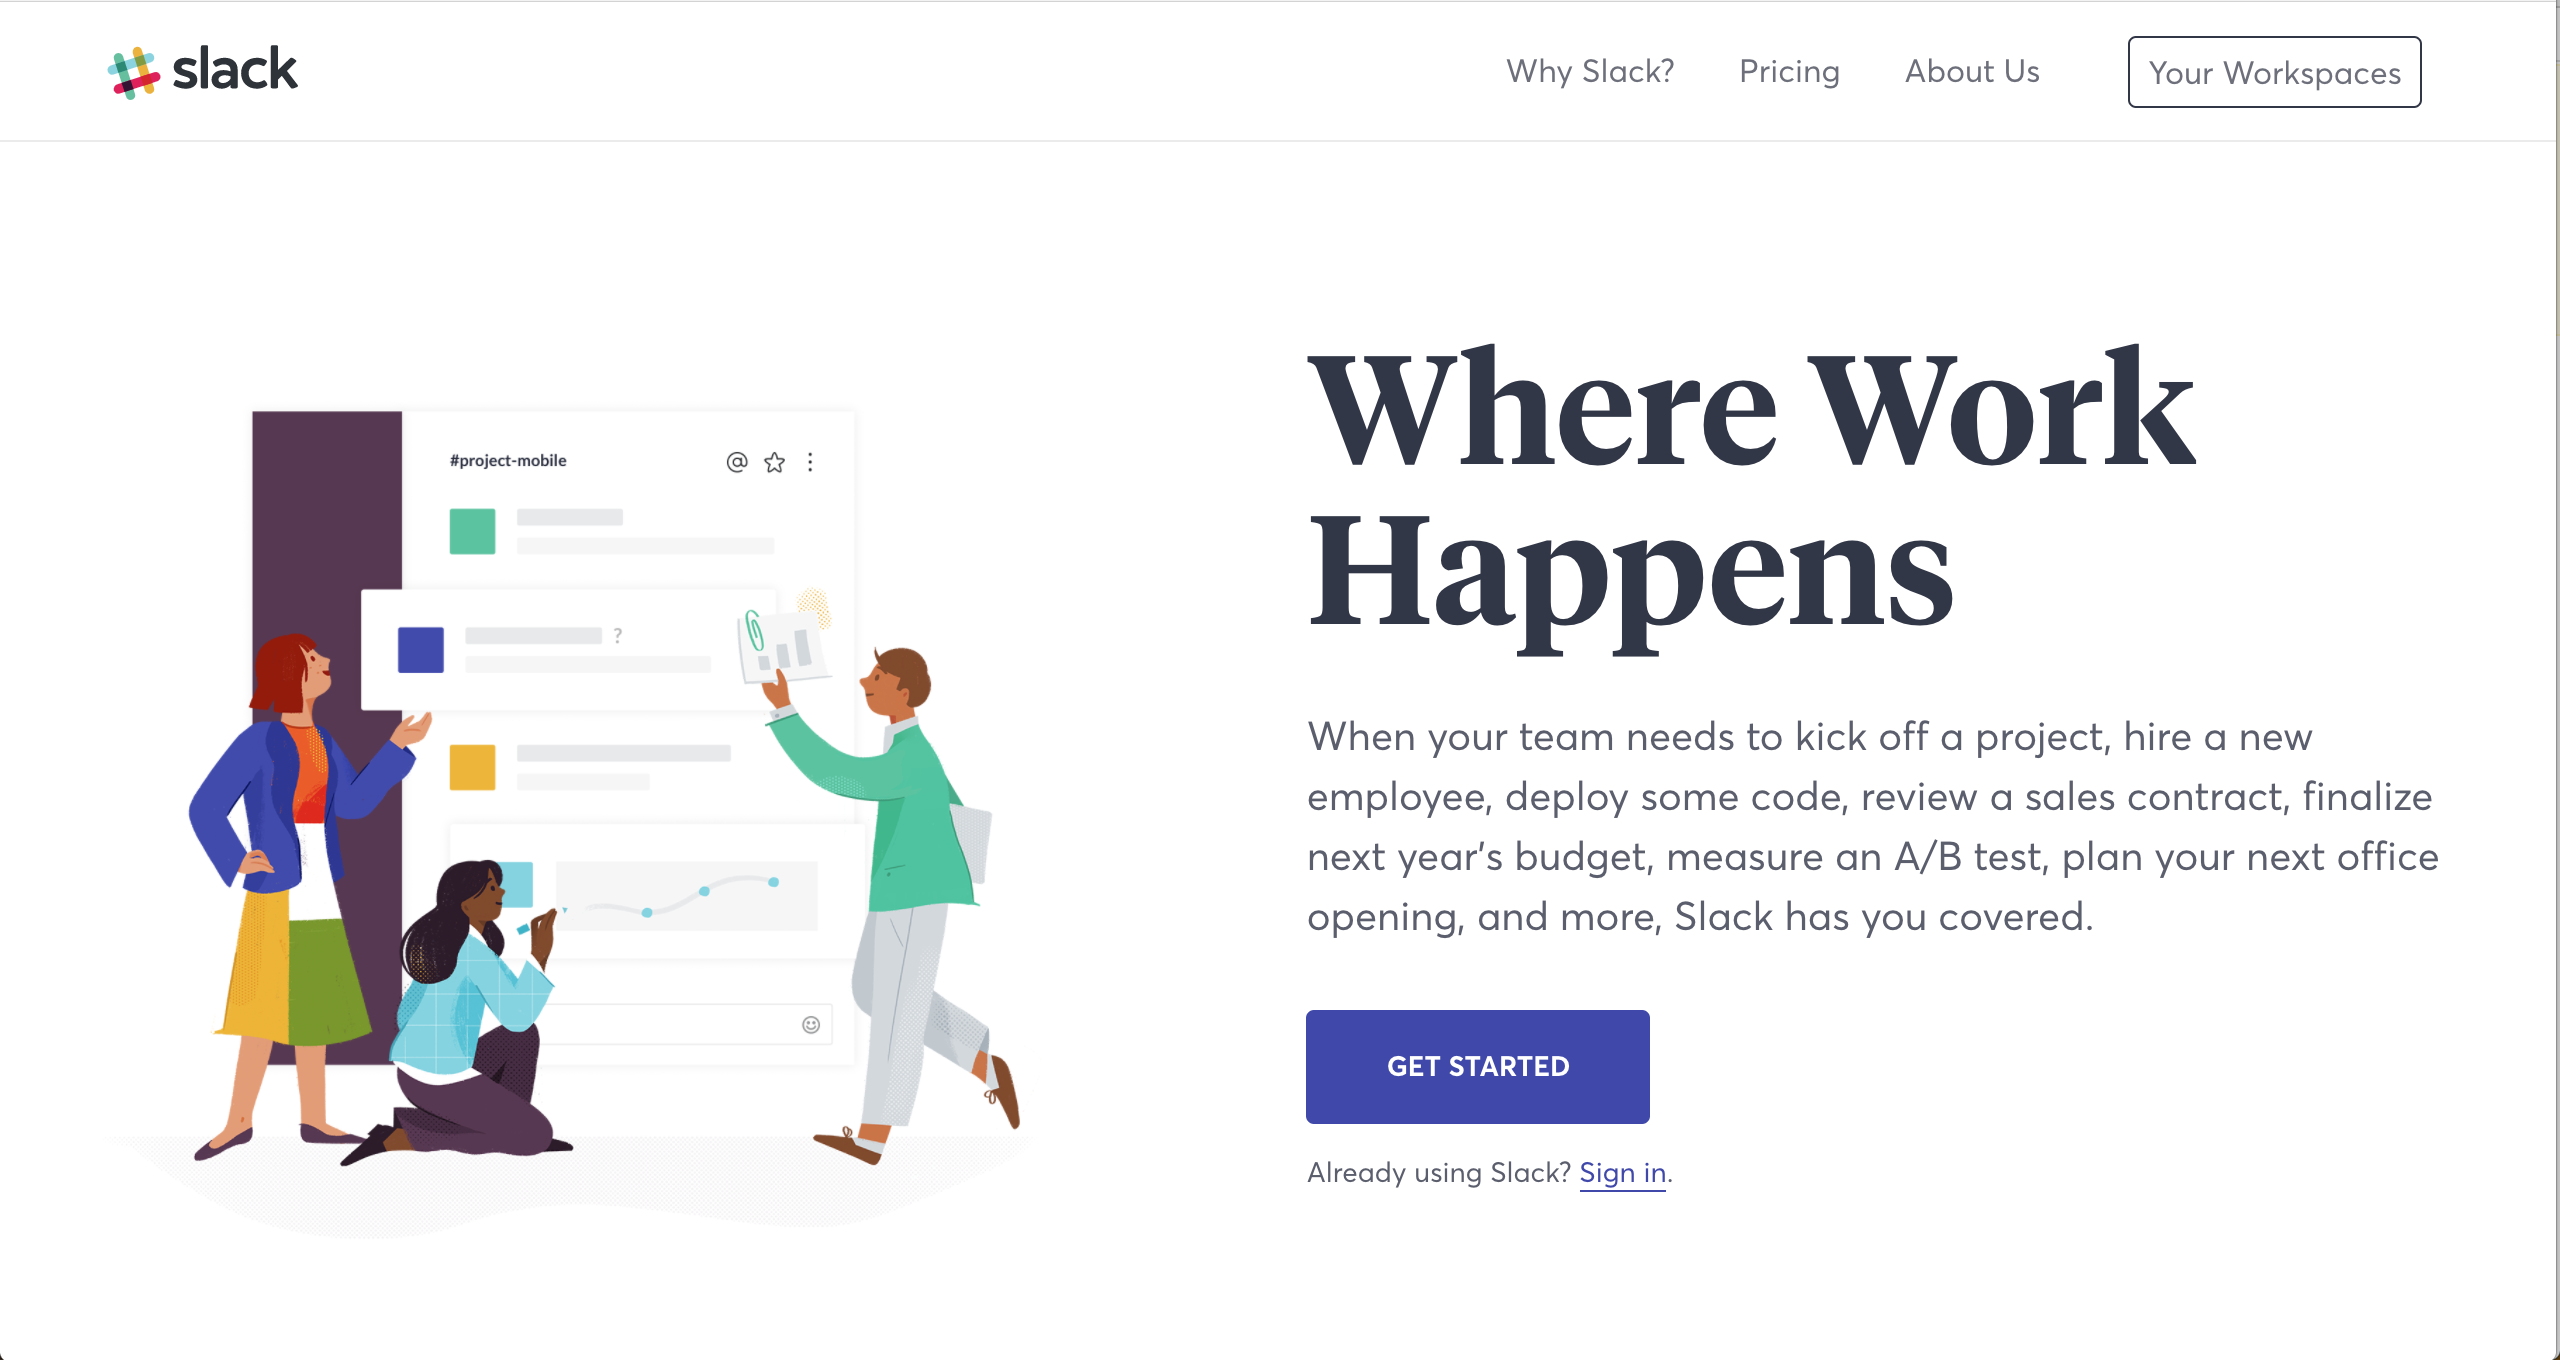 slack
Why Slack? Pricing About Us Your Workspaces
#project-mobile
?
Where Work
Happens
When your team needs to kick off a project, hire a new
employee, deploy some code, review a sales contract, finalize
next year’s budget, measure an A/B test, plan your next office
opening, and more, Slack has you covered.
GET STARTED
Already using Slack? Sign in.